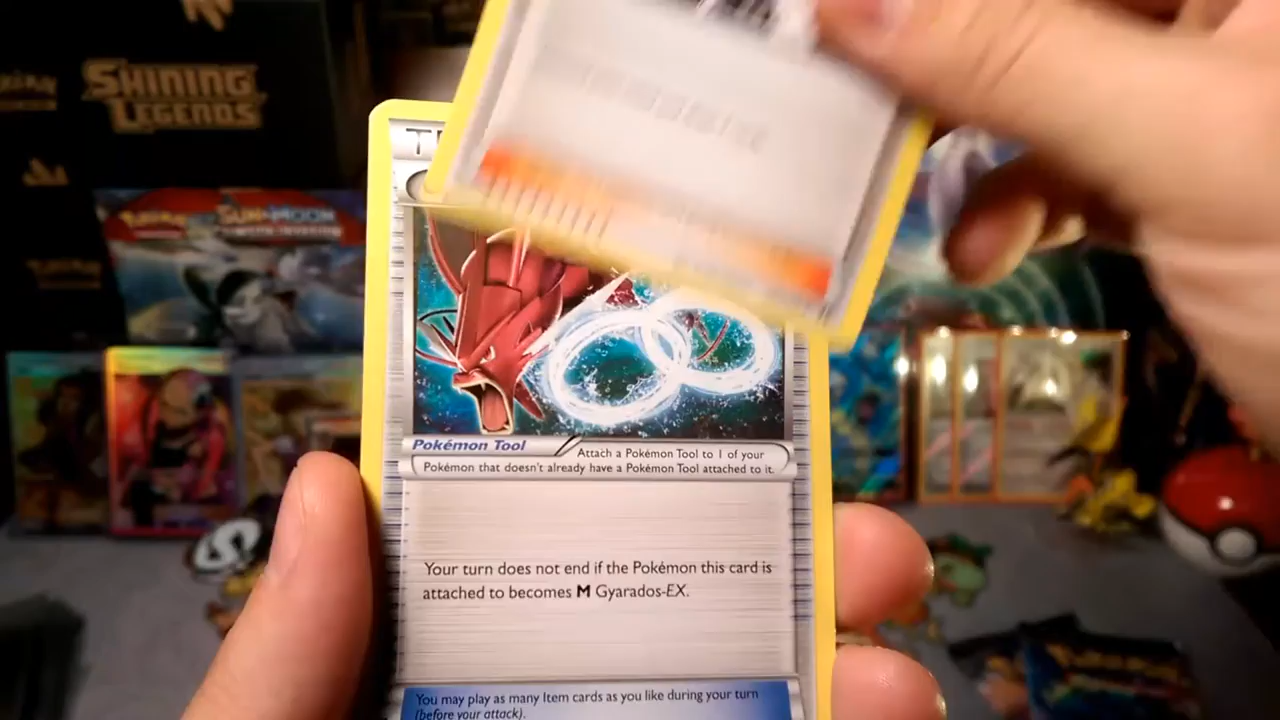 SHINING
LEGENDS
SUN & MOON
T
Pokémon Tool
Attach a Pokémon Tool to 1 of your
Pokémon that doesn't already have a Pokémon Tool attached to it.
Your turn does not end if the Pokémon this card is
attached to becomes M Gyarados-EX.
You may play as many Item cards as you like during your turn
(before your attack).